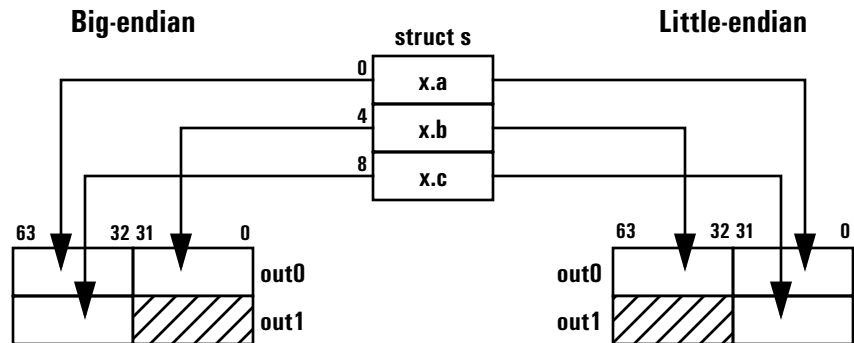 Big-endian
struct s
Little-endian
0
x.a
4
x.b
8
x.c
63 32 31 0
out0
out1
63 32 31 0
out0
out1